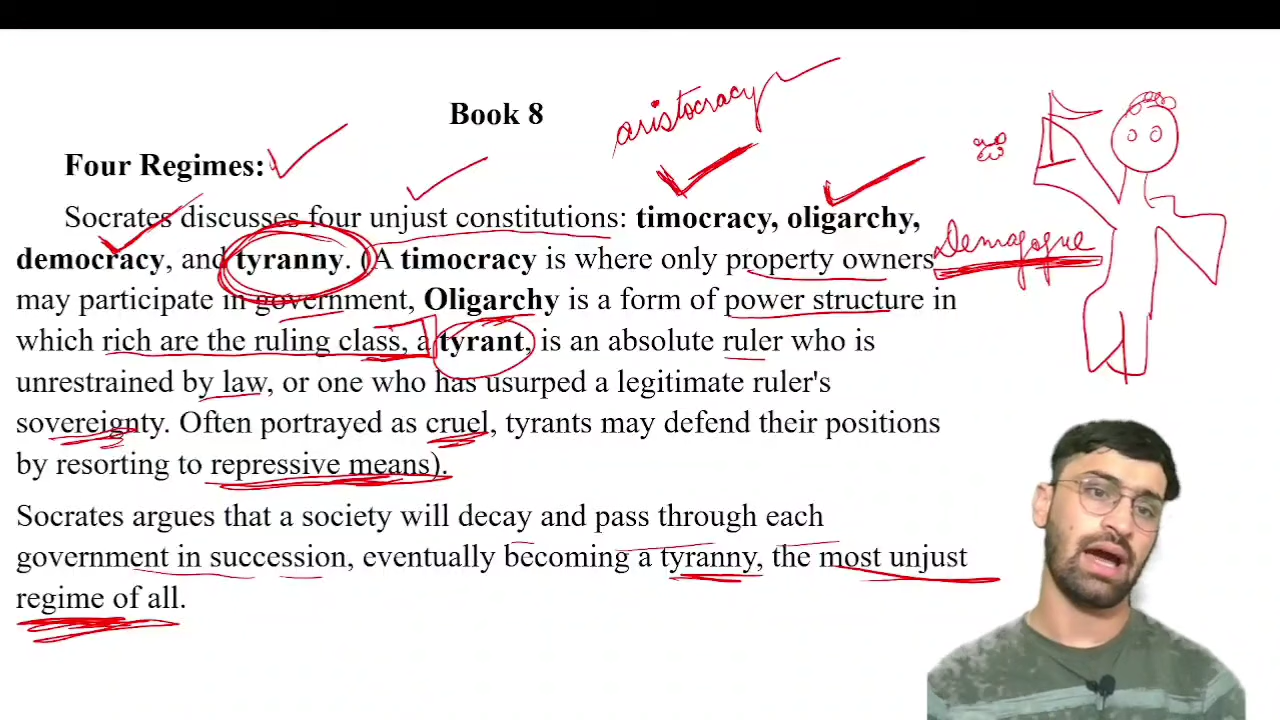 Book 8
aristocracy
Four Regimes:
Socrates discusses four unjust constitutions: timocracy, oligarchy,
democracy, and tyranny. (A timocracy is where only property owners
Demagogue
may participate in government, Oligarchy is a form of power structure in
which rich are the ruling class, a tyrant, is an absolute ruler who is
unrestrained by law, or one who has usurped a legitimate ruler's
sovereignty. Often portrayed as cruel, tyrants may defend their positions
by resorting to repressive means).
Socrates argues that a society will decay and pass through each
government in succession, eventually becoming a tyranny, the most unjust
regime of all.